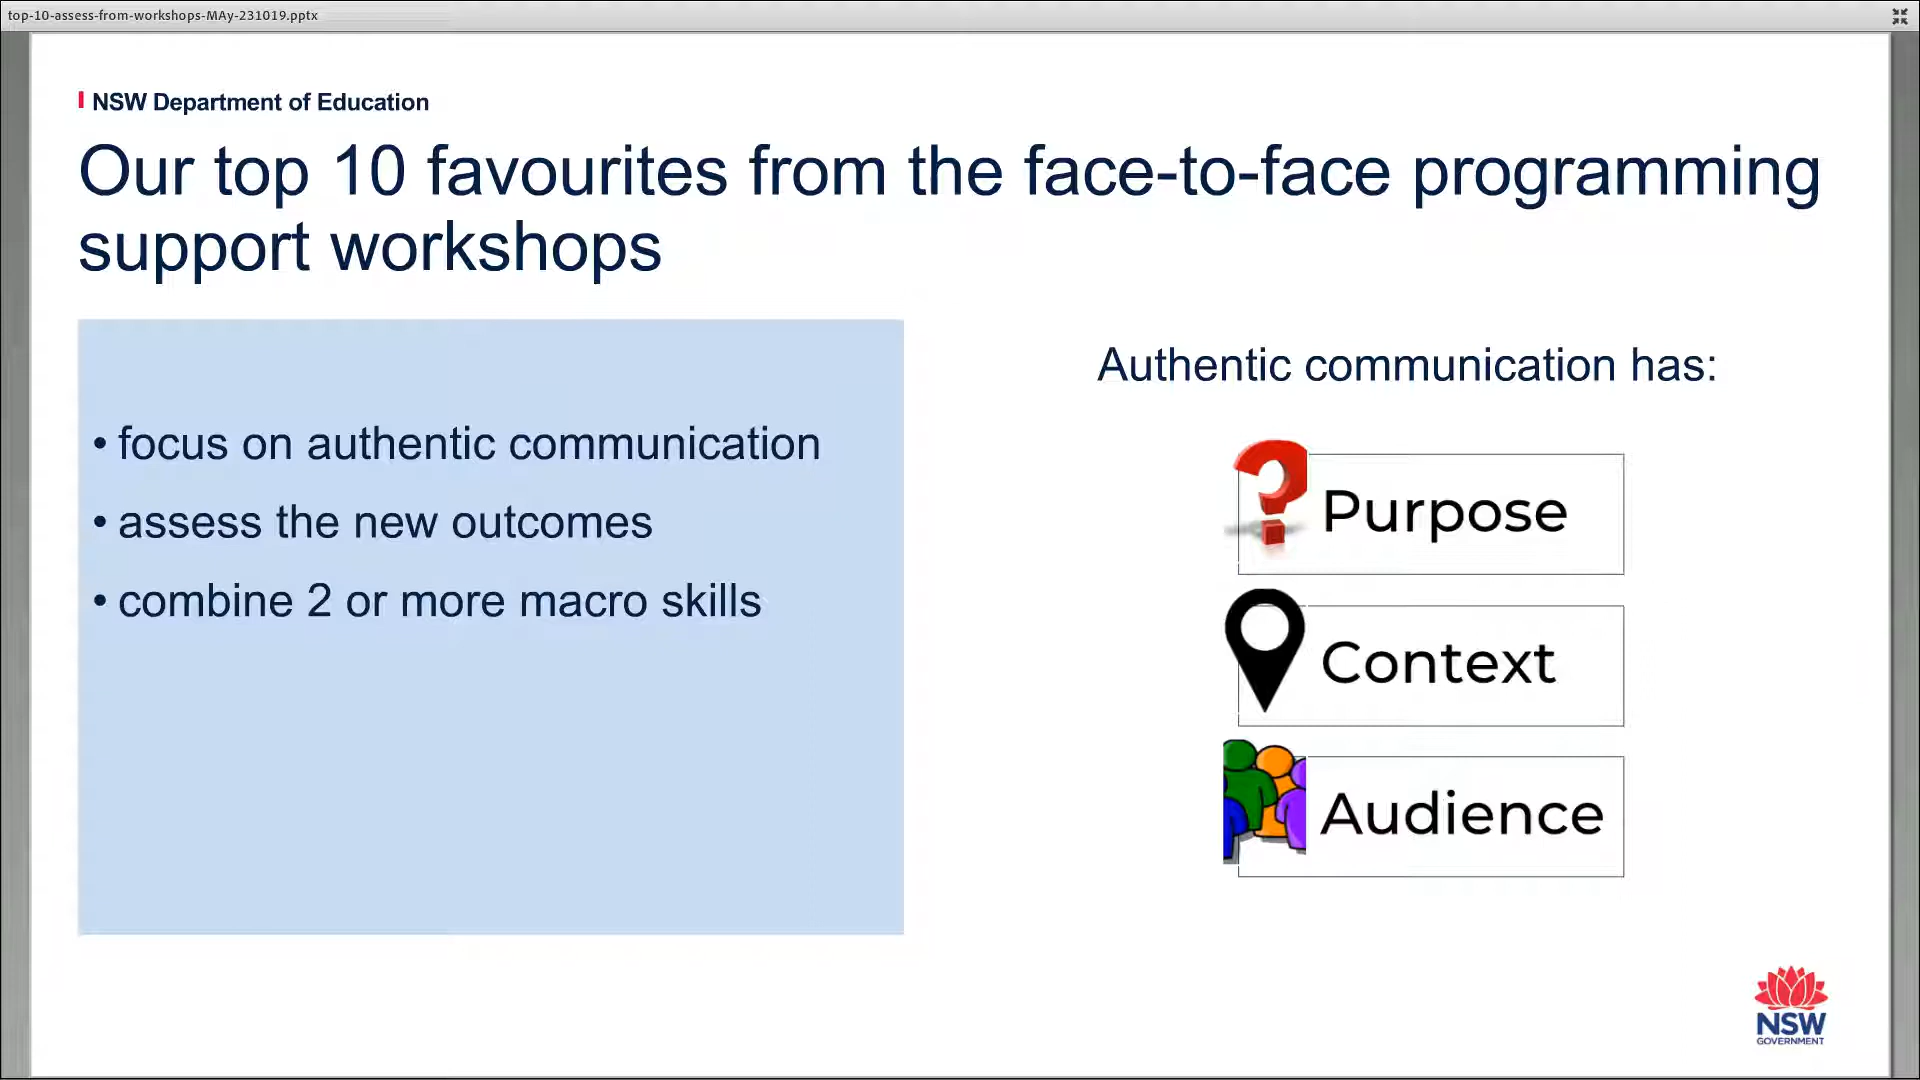 top-10-assess-from-workshops-MAy-231019.pptx
NSW Department of Education
Our top 10 favourites from the face-to-face programming
support workshops
• focus on authentic communication
• assess the new outcomes
• combine 2 or more macro skills
Authentic communication has:
Purpose
Context
Audience
NSW
GOVERNMENT